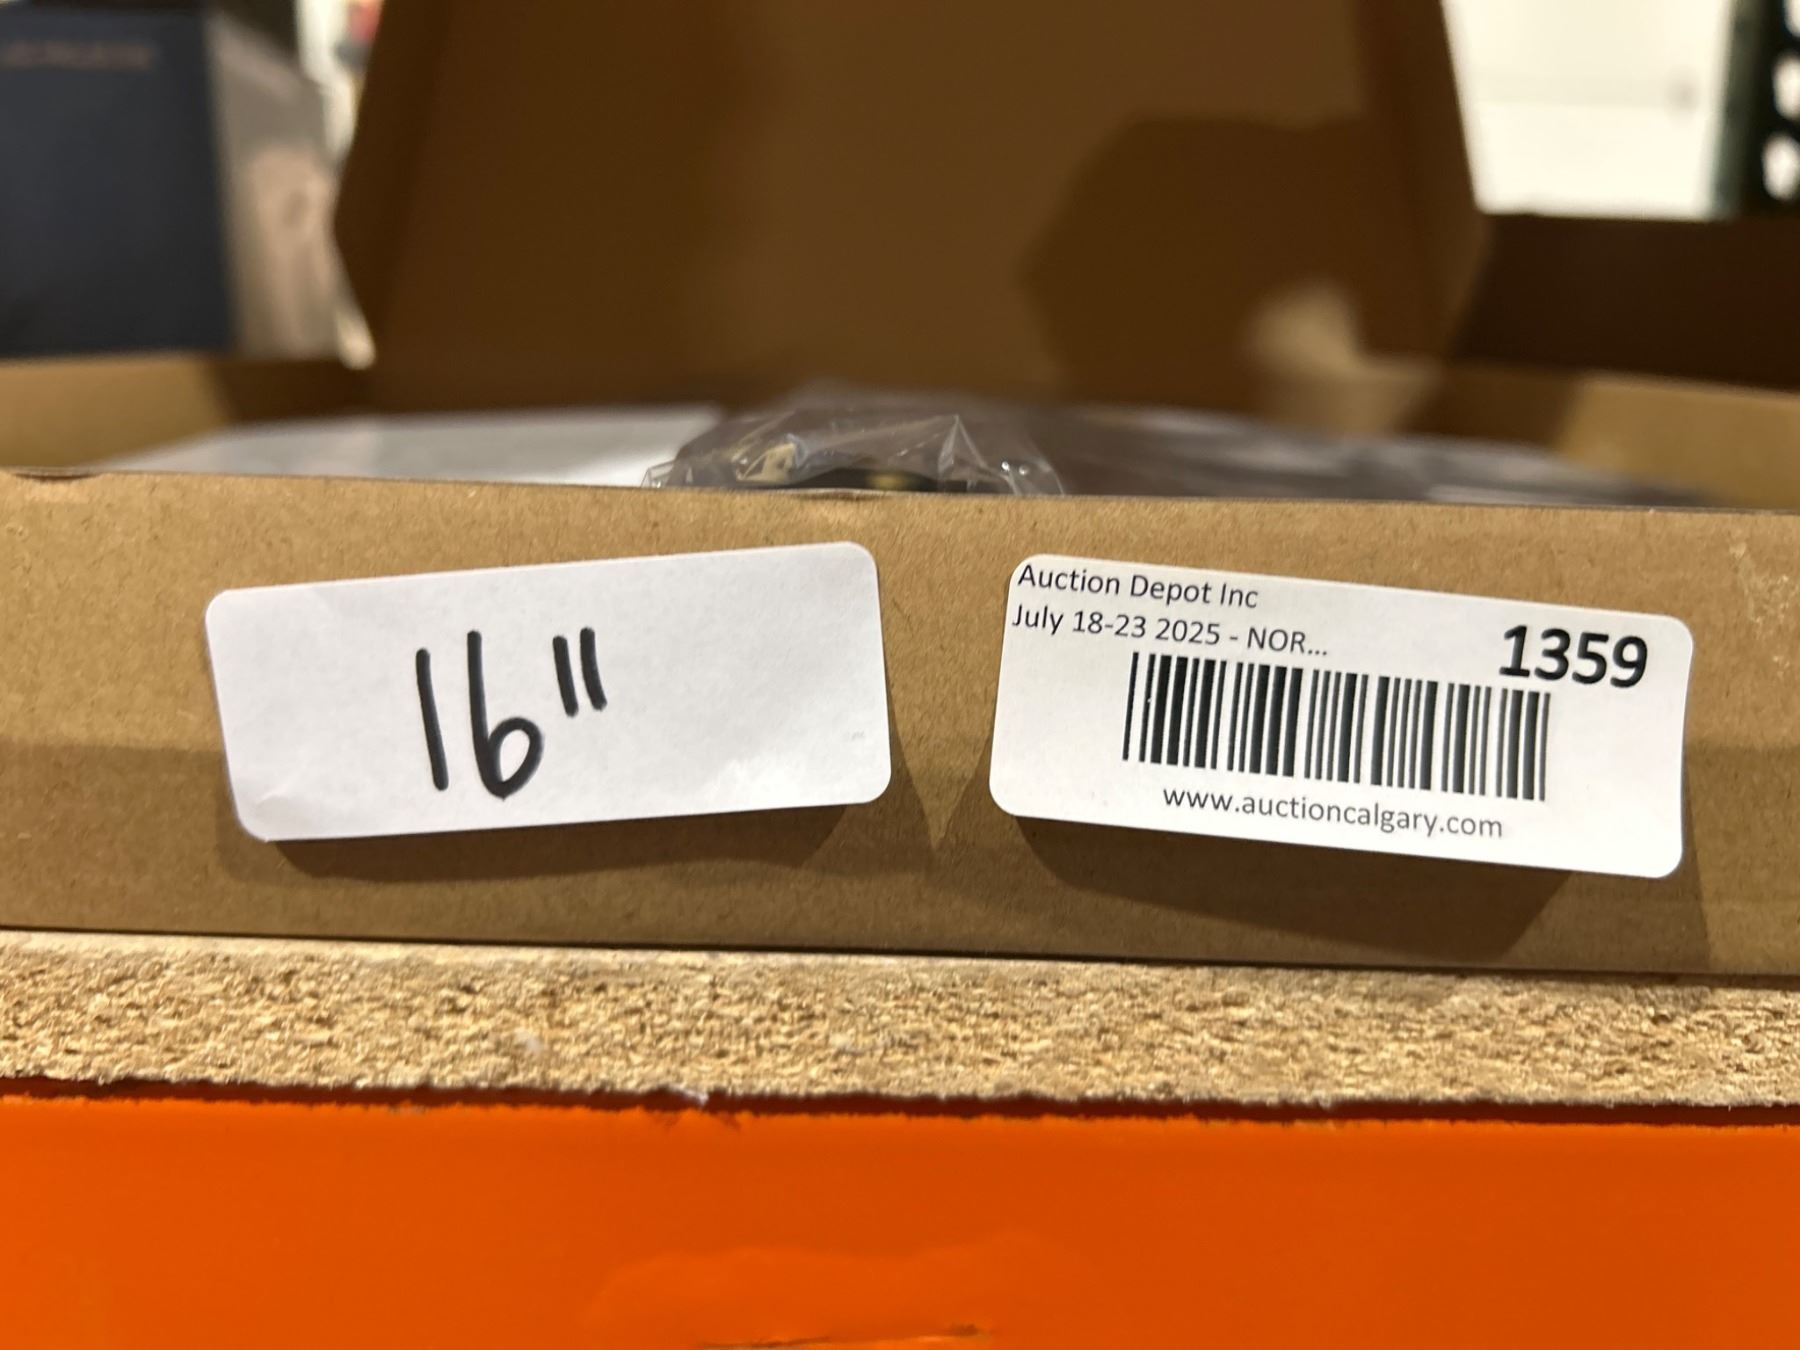 16"
Auction Depot Inc
July 18-23 2025 - NOR...
1359
www.auctioncalgary.com